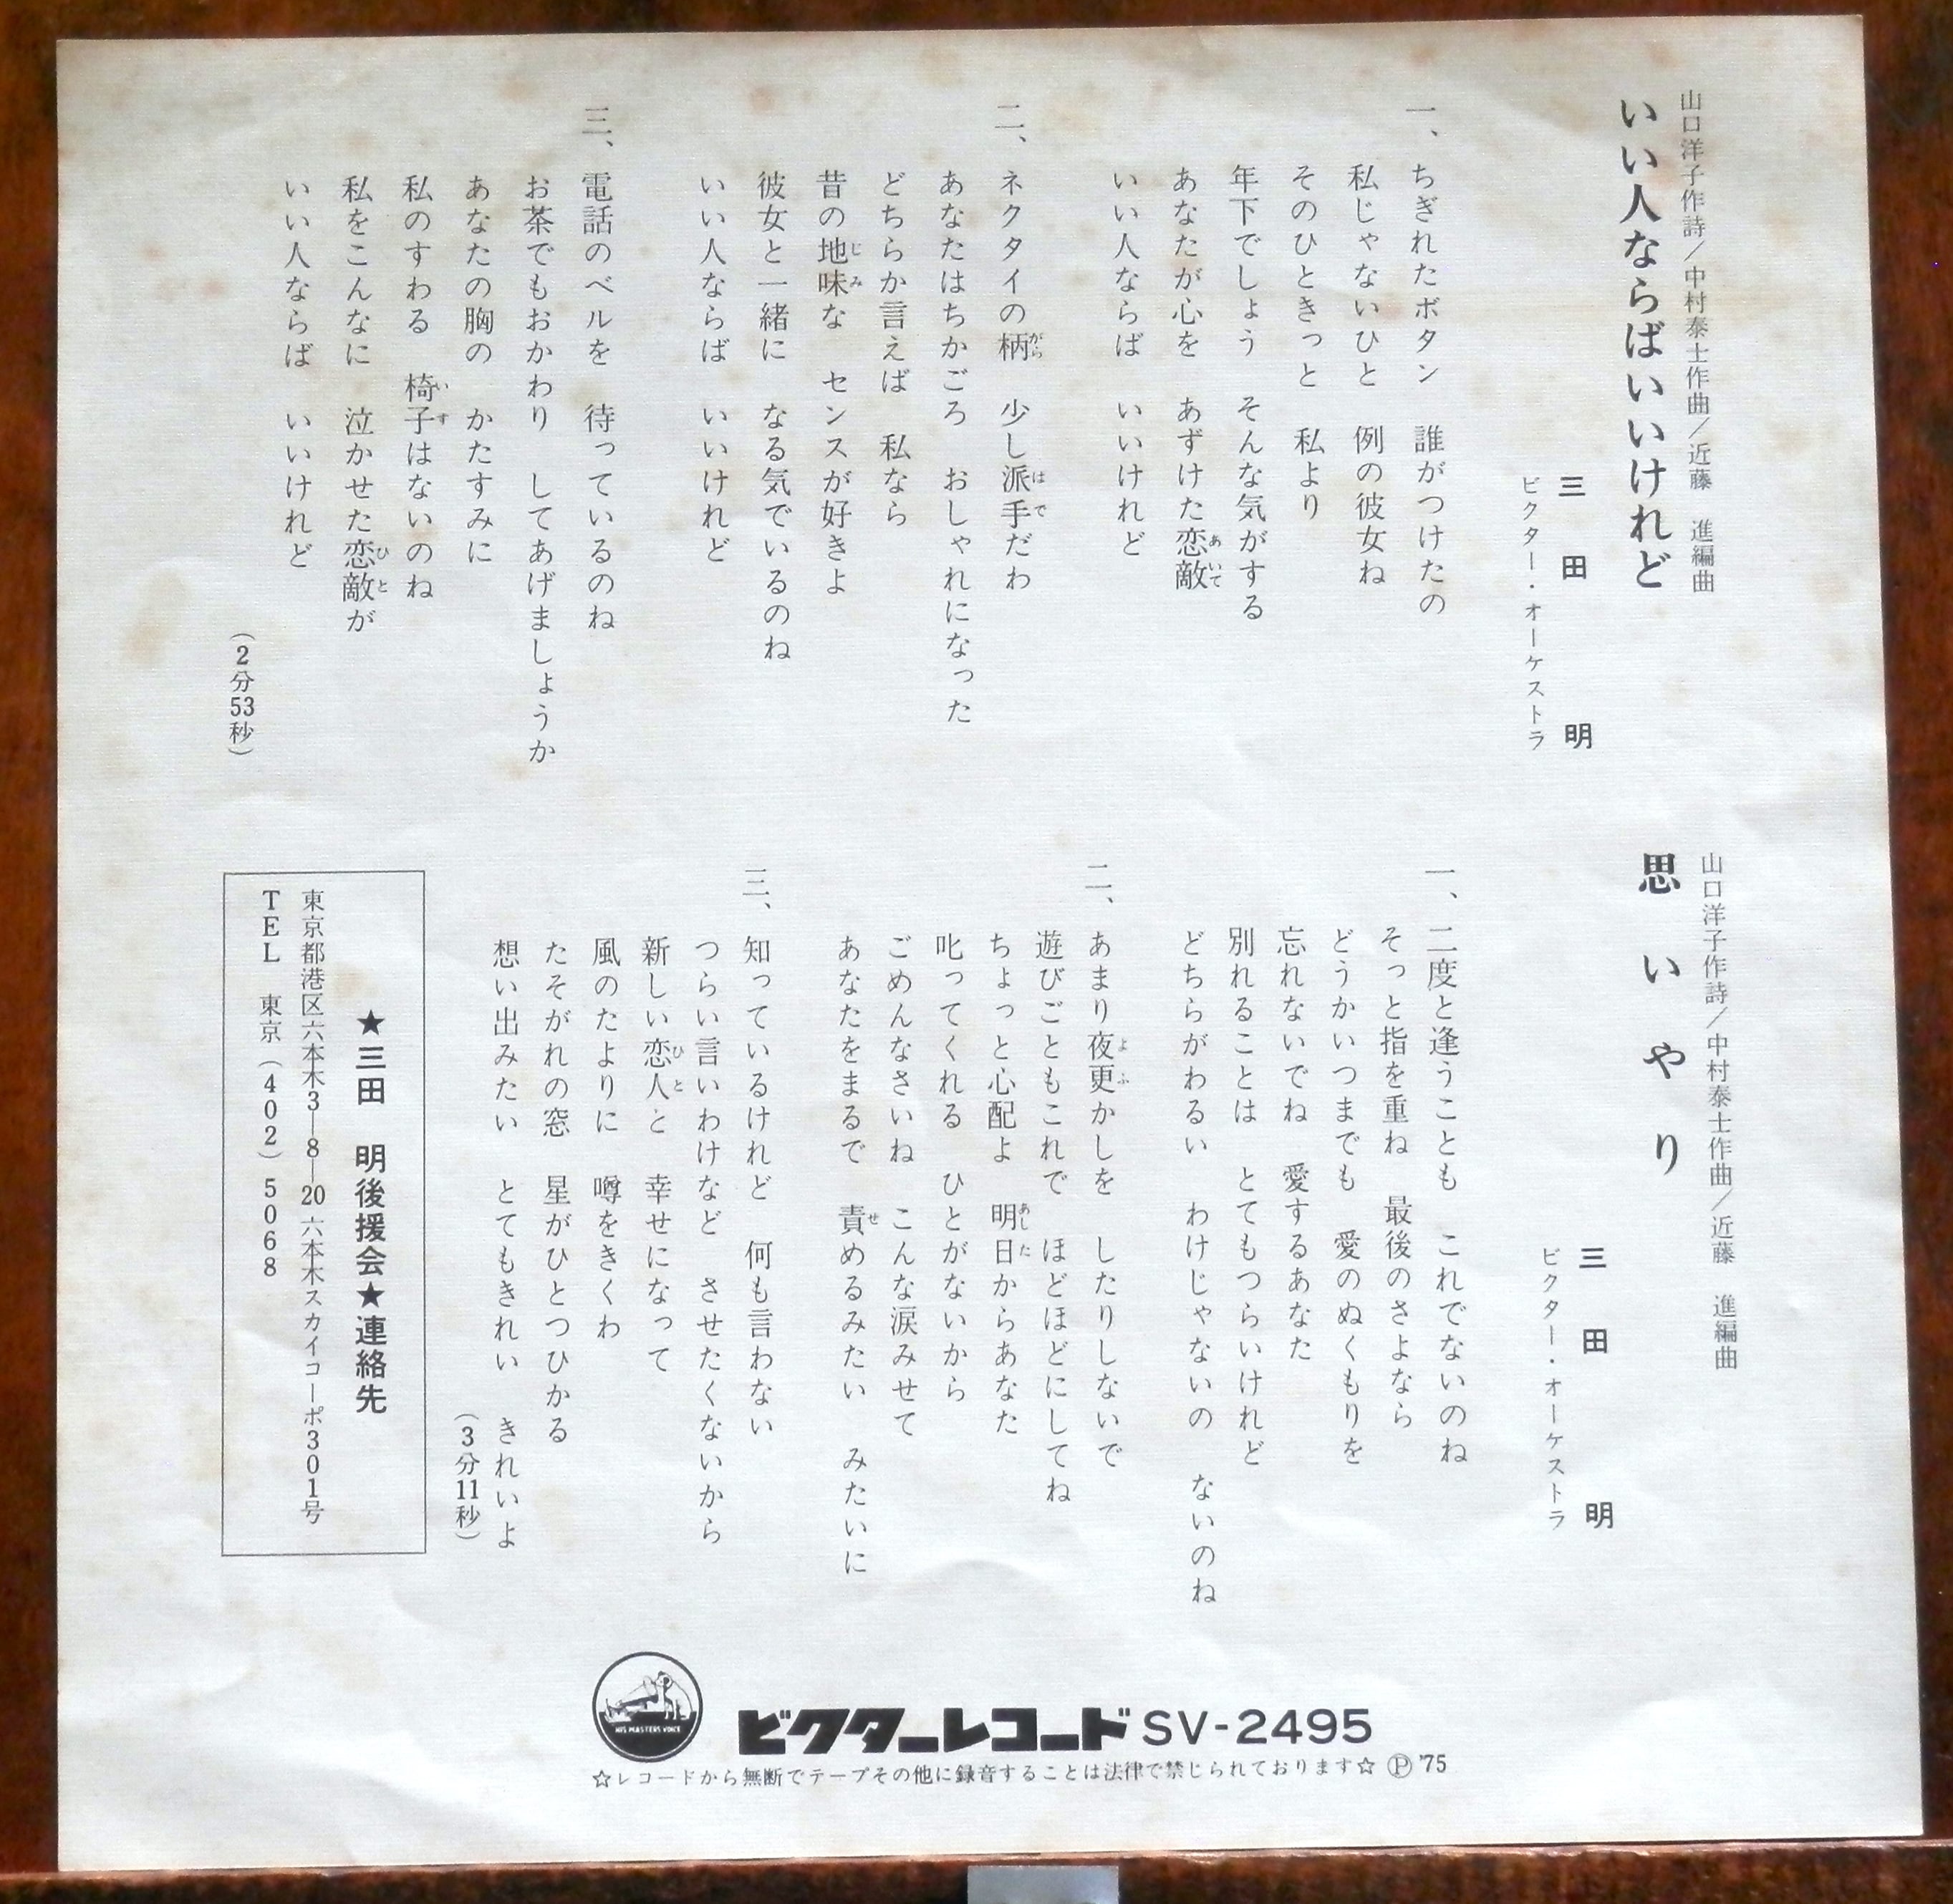 山口洋子作詩/中村泰士作曲/近藤　進編曲
いい人ならばいいけれど
三田　明
ビクター・オーケストラ
一、ちぎれたボタン　誰がつけたの
私じゃないひと　例の彼女ね
そのひときっと　私より
年下でしょう　そんな気がする
あなたが心を　あずけた恋敵
あいて
いい人ならば　いいけれど
二、ネクタイの柄　少し派手だわ
がら　はで
あなたはちかごろ　おしゃれになった
どちらか言えば　私なら
昔の地味な　センスが好きよ
じみ
彼女と一緒に　なる気でいるのね
いい人ならば　いいけれど
三、電話のベルを　待っているのね
お茶でもおかわり　してあげましょうか
あなたの胸の　かたすみに
私のすわる　椅子はないのね
いす
私をこんなに　泣かせた恋敵が
ひと
いい人ならば　いいけれど
(2分53秒)
山口洋子作詩/中村泰士作曲/近藤　進編曲
思いやり
三田　明
ビクター・オーケストラ
一、二度と逢うことも　これでないのね
そっと指を重ね　最後のさよなら
どうかいつまでも　愛のぬくもりを
忘れないでね　愛するあなた
別れることは　とてもつらいけれど
どちらがわるい　わけじゃないの　ないのね
二、あまり夜更かしを　したりしないで
よふ
遊びごともこれで　ほどほどにしてね
ちょっと心配よ　明日からあなた
あした
叱ってくれる　ひとがないから
ごめんなさいね　こんな涙みせて
あなたをまるで　責めるみたい　みたいに
せ
三、知っているけれど　何も言わない
つらい言いわけなど　させたくないから
新しい恋人と　幸せになって
ひと
風のたよりに　噂をきくわ
たそがれの窓　星がひとつひかる
想い出みたい　とてもきれい　きれいよ
(3分11秒)
★三田　明後援会★連絡先
東京都港区六本木3-8-20六本木スカイコーポ301号
TEL　東京(402)5068
HIS MASTERS VOICE
ビクターレコード SV-2495
☆レコードから無断でテープその他に録音することは法律で禁じられております☆ Ⓟ'75